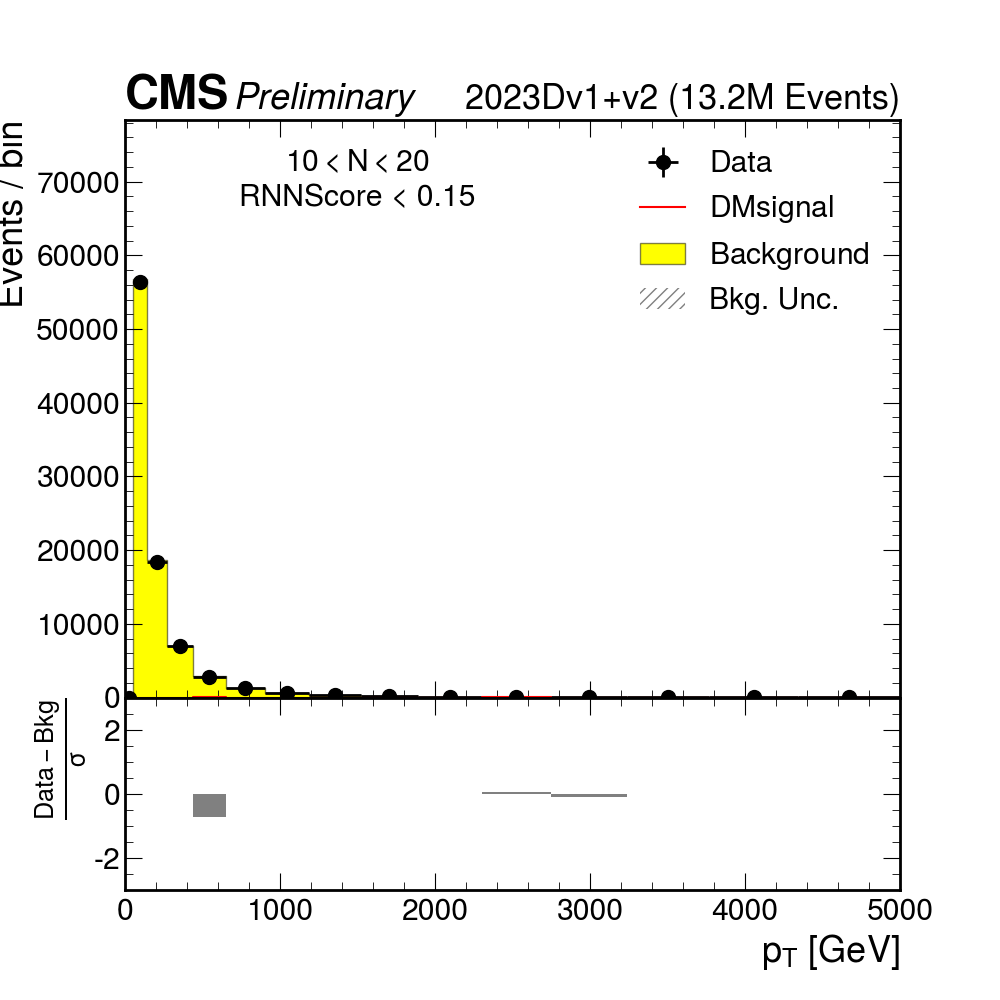 CMS Preliminary 2023Dv1+v2 (13.2M Events)
Events / bin
10 < N < 20
RNNScore < 0.15
Data
DMsignal
Background
Bkg. Unc.
70000
60000
50000
40000
30000
20000
10000
0
Data – Bkg
σ
2
0
-2
0 1000 2000 3000 4000 5000
pT [GeV]